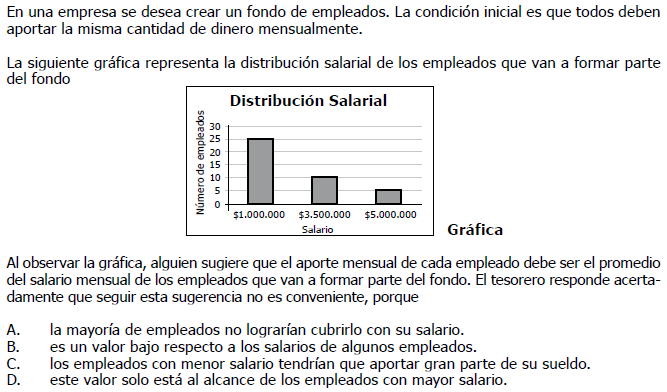 En una empresa se desea crear un fondo de empleados. La condición inicial es que todos deben
aportar la misma cantidad de dinero mensualmente.
La siguiente gráfica representa la distribución salarial de los empleados que van a formar parte
del fondo
Distribución Salarial
Número de empleados
30
25
20
15
10
5
0
$1.000.000 $3.500.000 $5.000.000
Salario
Gráfica
Al observar la gráfica, alguien sugiere que el aporte mensual de cada empleado debe ser el promedio
del salario mensual de los empleados que van a formar parte del fondo. El tesorero responde acerta-
damente que seguir esta sugerencia no es conveniente, porque
A. la mayoría de empleados no lograrían cubrirlo con su salario.
B. es un valor bajo respecto a los salarios de algunos empleados.
C. los empleados con menor salario tendrían que aportar gran parte de su sueldo.
D. este valor solo está al alcance de los empleados con mayor salario.